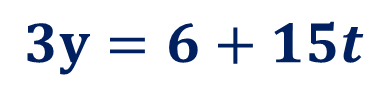 3y = 6 + 15t